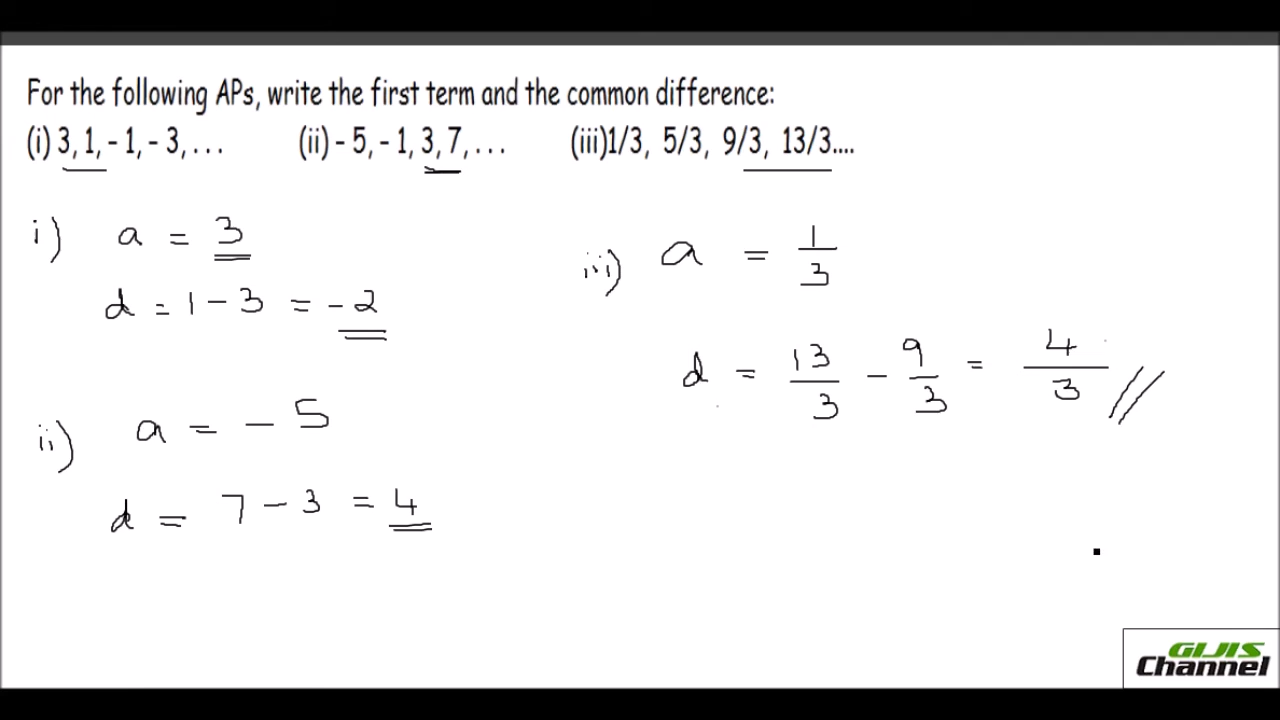 For the following APs, write the first term and the common difference:
(i) 3, 1, - 1, - 3, . . . (ii) - 5, - 1, 3, 7, . . . (iii)1/3, 5/3, 9/3, 13/3....
i) a = 3
d = 1 - 3 = - 2
ii) a = - 5
d = 7 - 3 = 4
iii) a = 1/3
d = 13/3 - 9/3 = 4/3 //
GIJIS
Channel